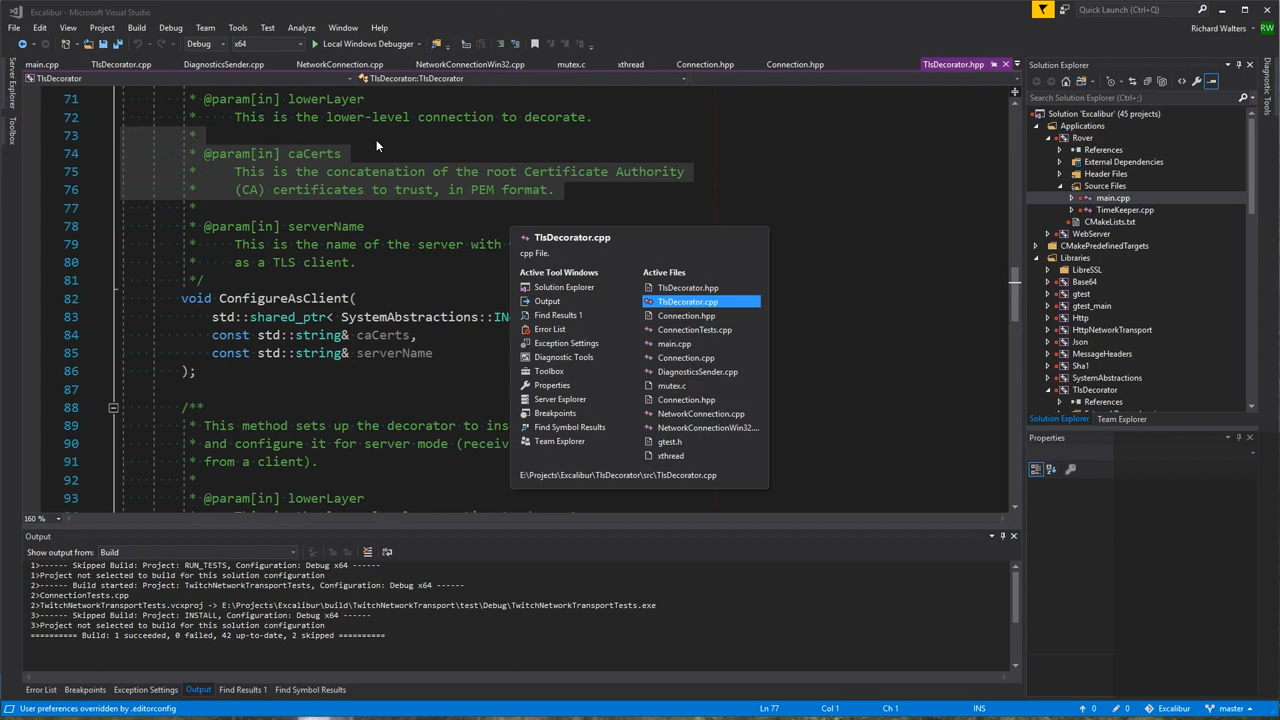 Excalibur - Microsoft Visual Studio
Quick Launch (Ctrl+Q)
File Edit View Project Build Debug Team Tools Test Analyze Window Help
Richard Walters RW
Debug x64 Local Windows Debugger
main.cpp TlsDecorator.cpp DiagnosticsSender.cpp NetworkConnection.cpp NetworkConnectionWin32.cpp mutex.c xthread Connection.hpp Connection.hpp TlsDecorator.hpp
TlsDecorator TlsDecorator::TlsDecorator
Server Explorer
Toolbox
71 * @param[in] lowerLayer
72 * This is the lower-level connection to decorate.
73 *
74 * @param[in] caCerts
75 * This is the concatenation of the root Certificate Authority
76 * (CA) certificates to trust, in PEM format.
77 *
78 * @param[in] serverName
79 * This is the name of the server with
80 * as a TLS client.
81 */
82 void ConfigureAsClient(
83 std::shared_ptr< SystemAbstractions::IN
84 const std::string& caCerts,
85 const std::string& serverName
86 );
87
88 /**
89 * This method sets up the decorator to ins
90 * and configure it for server mode (receiv
91 * from a client).
92 *
93 * @param[in] lowerLayer
160 %
TlsDecorator.cpp
cpp File.
Active Tool Windows
Solution Explorer
Output
Find Results 1
Error List
Exception Settings
Diagnostic Tools
Toolbox
Properties
Server Explorer
Breakpoints
Find Symbol Results
Team Explorer
Active Files
TlsDecorator.hpp
TlsDecorator.cpp
Connection.hpp
ConnectionTests.cpp
main.cpp
Connection.cpp
DiagnosticsSender.cpp
mutex.c
Connection.hpp
NetworkConnection.cpp
NetworkConnectionWin32....
gtest.h
xthread
E:\Projects\Excalibur\TlsDecorator\src\TlsDecorator.cpp
Solution Explorer
Search Solution Explorer (Ctrl+;)
Solution 'Excalibur' (45 projects)
Applications
Rover
References
External Dependencies
Header Files
Source Files
main.cpp
TimeKeeper.cpp
CMakeLists.txt
WebServer
CMakePredefinedTargets
Libraries
LibreSSL
Base64
gtest
gtest_main
Http
HttpNetworkTransport
Json
MessageHeaders
Sha1
SystemAbstractions
TlsDecorator
References
Solution Explorer Team Explorer
Properties
Diagnostic Tools
Output
Show output from: Build
1>------ Skipped Build: Project: RUN_TESTS, Configuration: Debug x64 ------
1>Project not selected to build for this solution configuration
2>------ Build started: Project: TwitchNetworkTransportTests, Configuration: Debug x64 ------
2>ConnectionTests.cpp
2>TwitchNetworkTransportTests.vcxproj -> E:\Projects\Excalibur\build\TwitchNetworkTransport\test\Debug\TwitchNetworkTransportTests.exe
3>------ Skipped Build: Project: INSTALL, Configuration: Debug x64 ------
3>Project not selected to build for this solution configuration
========== Build: 1 succeeded, 0 failed, 42 up-to-date, 2 skipped ==========
Error List Breakpoints Exception Settings Output Find Results 1 Find Symbol Results
User preferences overridden by .editorconfig Ln 77 Col 1 Ch 1 INS 0 0 Excalibur master